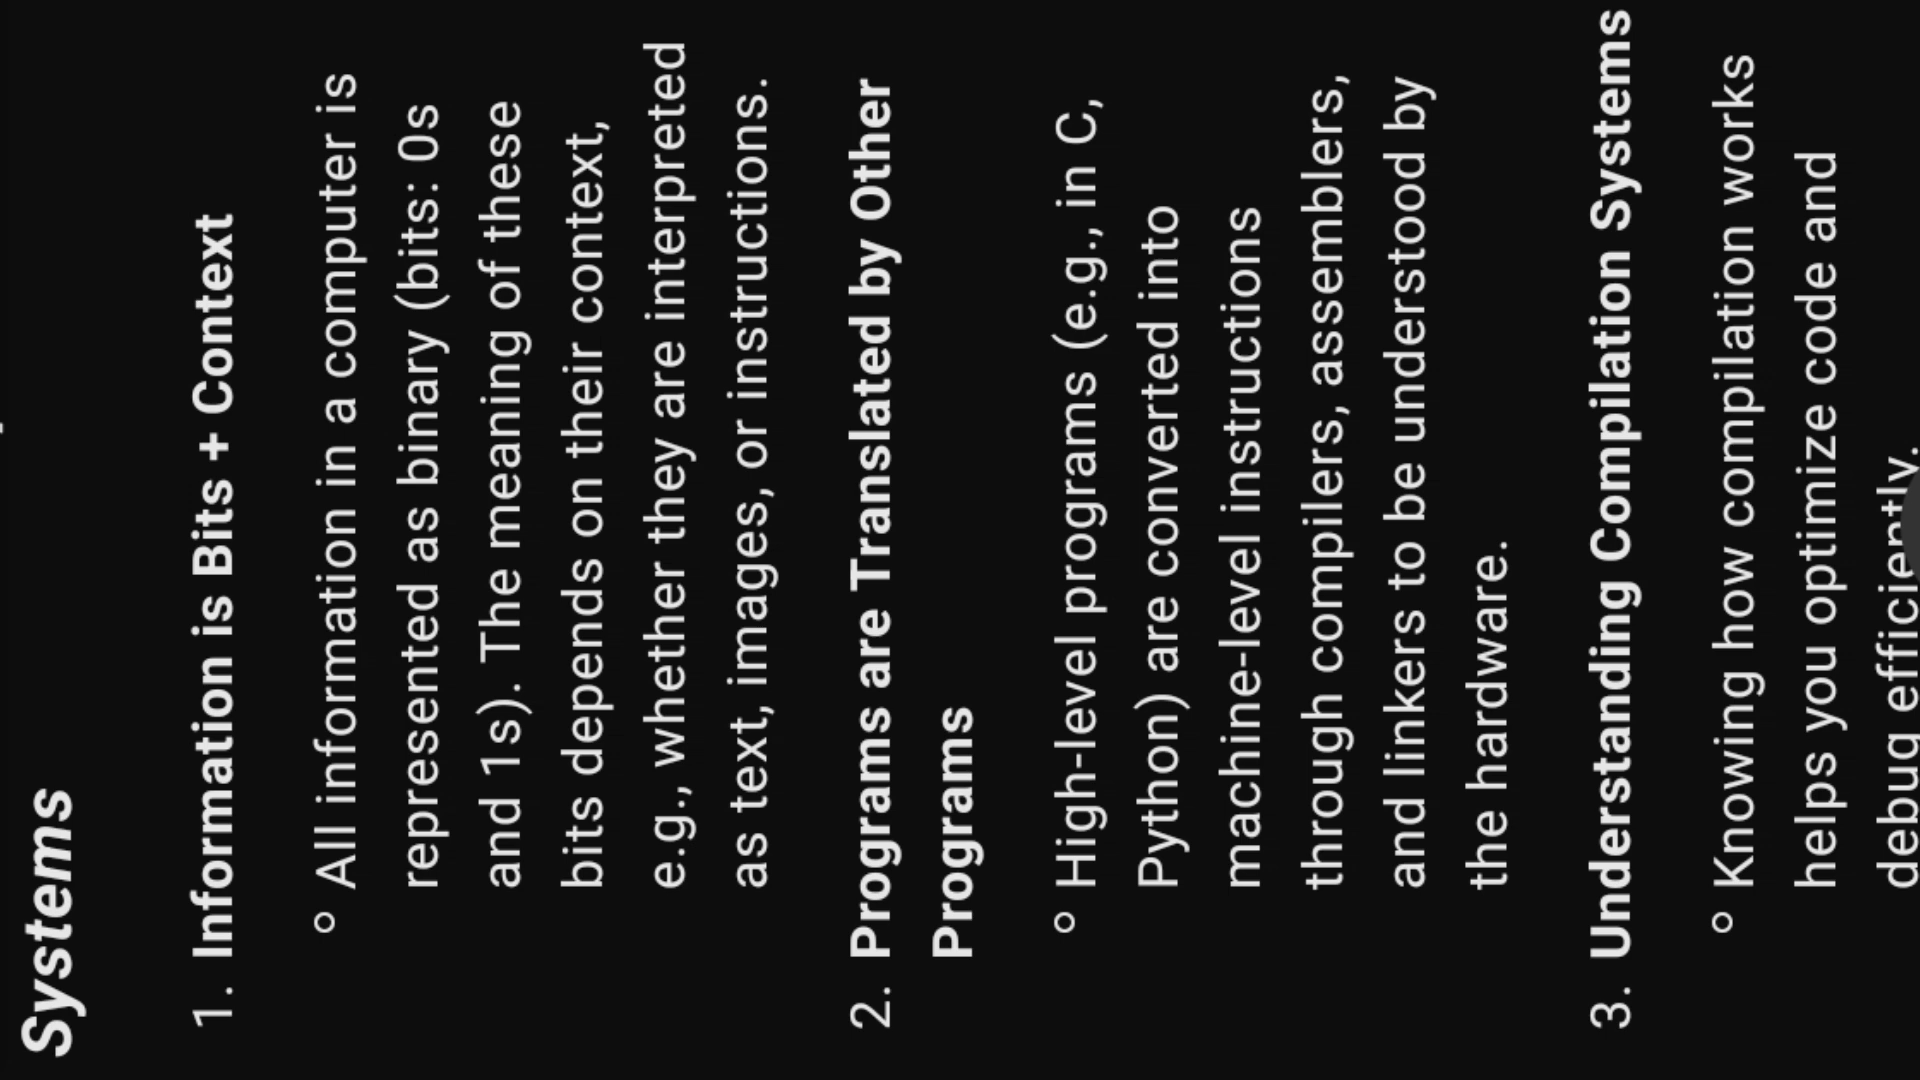 Systems
1. Information is Bits + Context
All information in a computer is
represented as binary (bits: 0s
and 1s). The meaning of these
bits depends on their context,
e.g., whether they are interpreted
as text, images, or instructions.
2. Programs are Translated by Other
Programs
High-level programs (e.g., in C,
Python) are converted into
machine-level instructions
through compilers, assemblers,
and linkers to be understood by
the hardware.
3. Understanding Compilation Systems
Knowing how compilation works
helps you optimize code and
debug efficiently.